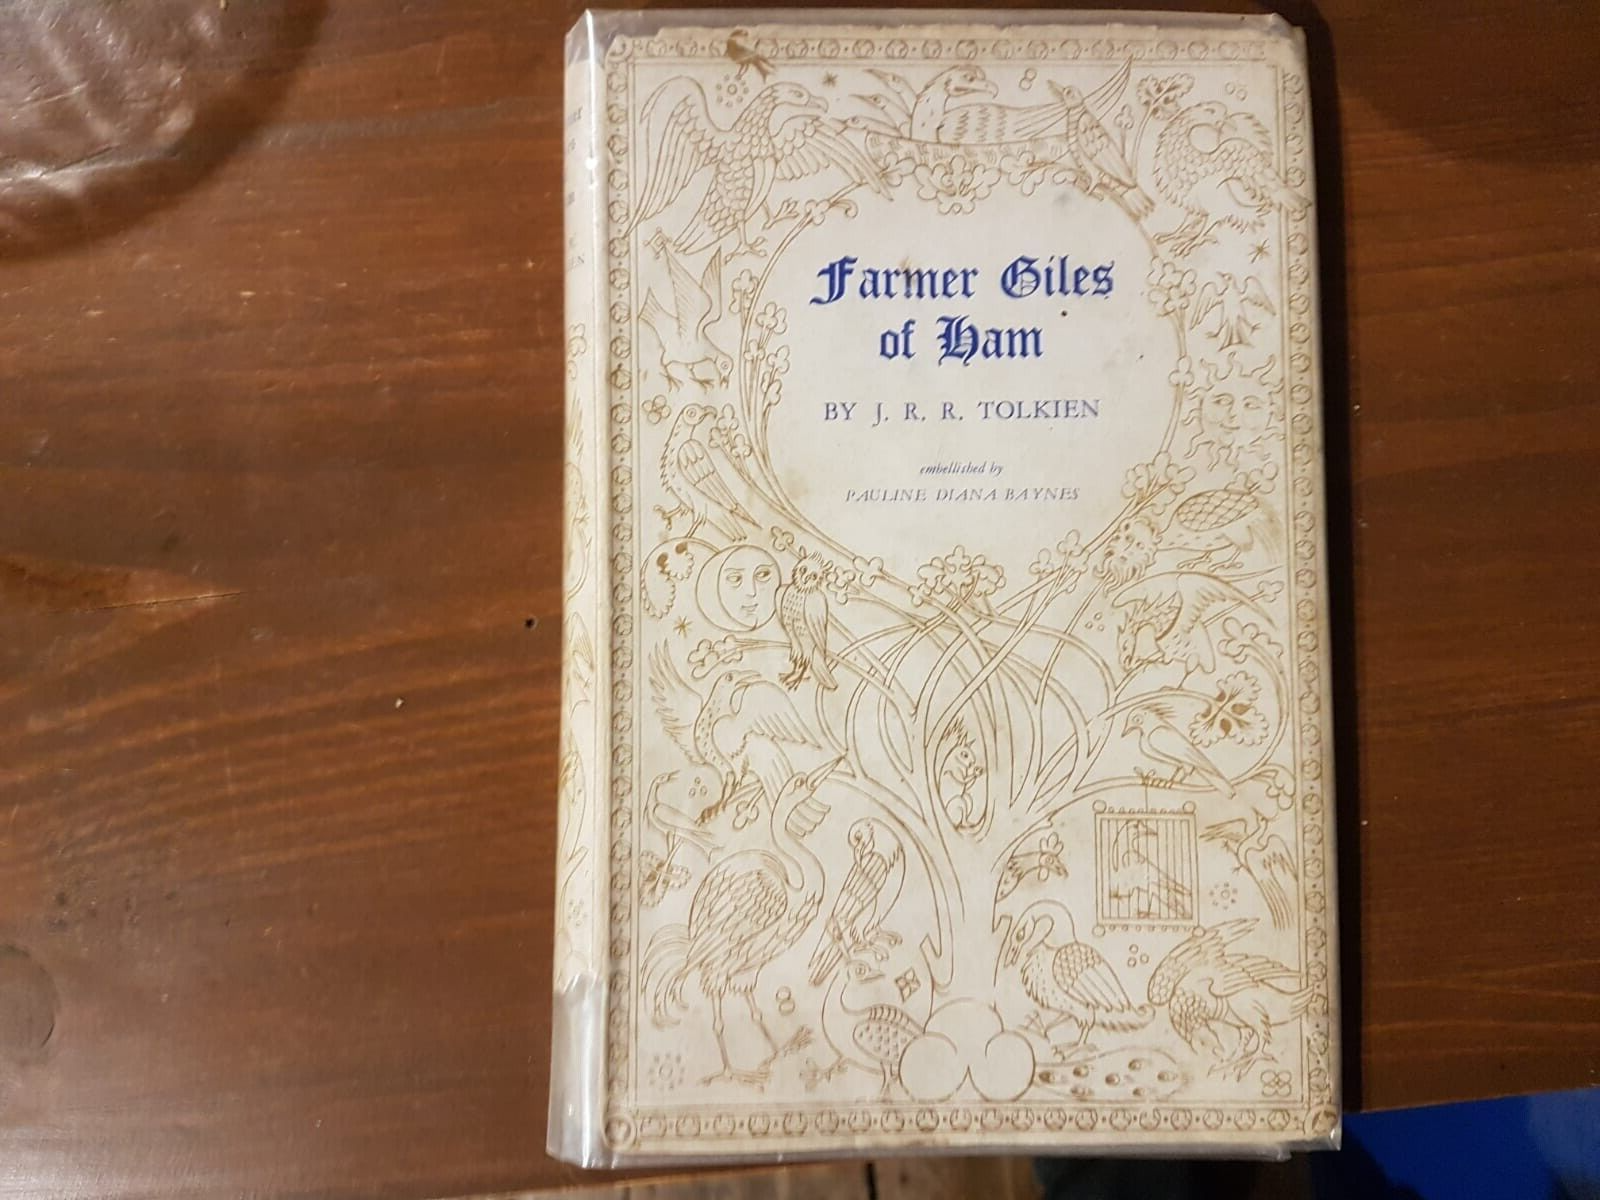 Farmer Giles
of Ham
BY J. R. R. TOLKIEN
embellished by
PAULINE DIANA BAYNES